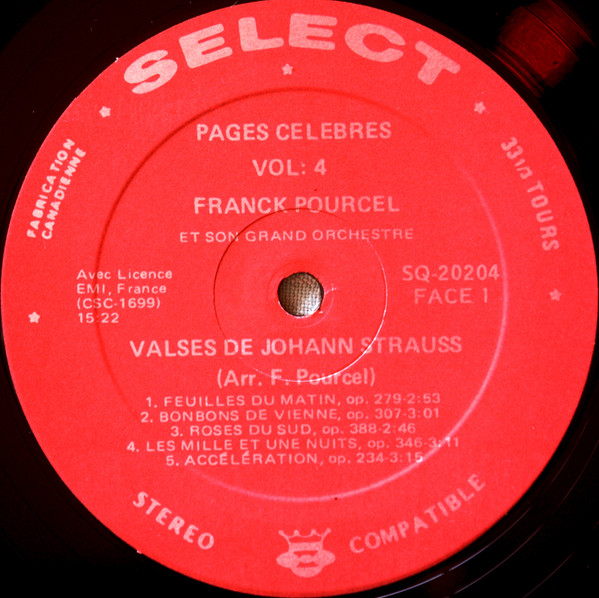 SELECT
PAGES CELEBRES
VOL: 4
FRANCK POURCEL
ET SON GRAND ORCHESTRE
FABRICATION
CANADIENNE
33 1/3 TOURS
Avec Licence
EMI, France
(CSC-1699)
15:22
SQ-20204
FACE 1
VALSES DE JOHANN STRAUSS
(Arr. F. Pourcel)
1. FEUILLES DU MATIN, op. 279-2:53
2. BONBONS DE VIENNE, op. 307-3:01
3. ROSES DU SUD, op. 388-2:46
4. LES MILLE ET UNE NUITS, op. 346-3:11
5. ACCÉLÉRATION, op. 234-3:15
STEREO
COMPATIBLE